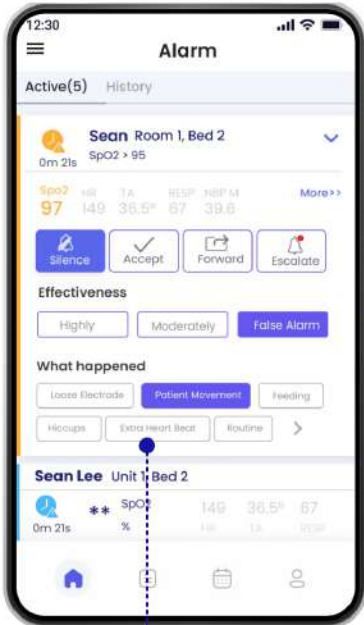 12:30
Alarm
Active(5) History
Sean Room 1, Bed 2
SpO2 > 95
0m 21s
Spo2 HR TA RESP NBP M More>>
97 149 36.5° 67 39.6
Silence Accept Forward Escalate
Effectiveness
Highly Moderately False Alarm
What happened
Loose Electrode Patient Movement Feeding
Hiccups Extra Heart Beat Routine >
Sean Lee Unit 1, Bed 2
** SpO2 149 36.5° 67
0m 21s % HR TA RESP